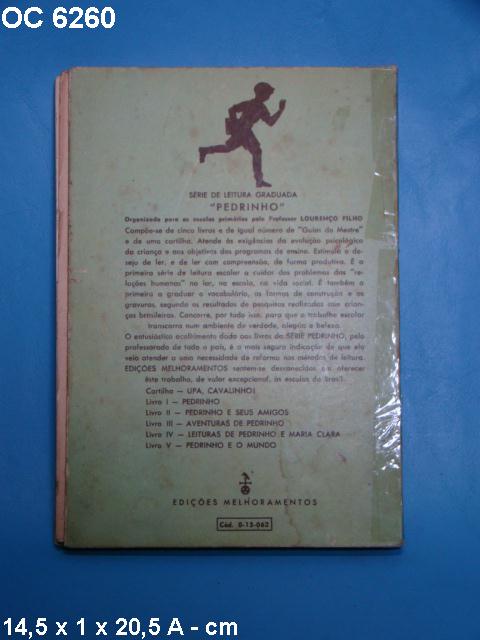 OC 6260
SÉRIE DE LEITURA GRADUADA
"PEDRINHO"
Organizada para as escolas primárias pelo Professor LOURENÇO FILHO
Compõe-se de cinco livros e de igual número de "Guias do Mestre"
e de uma cartilha. Atende às exigências da evolução psicológica
da criança e aos objetivos dos programas de ensino. Estimula o de-
sejo de ler, e de ler com compreensão, de forma produtiva. É a
primeira série de leitura escolar a cuidar dos problemas das "re-
lações humanas" no lar, na escola, na vida social. É também a
primeira a graduar o vocabulário, as formas de construção e as
gravuras, segundo os resultados de pesquisas realizadas com crian-
ças brasileiras. Concorre, por tudo isso, para que o trabalho escolar
transcorra num ambiente de verdade, alegria e beleza.
O entusiástico acolhimento dado aos livros da SÉRIE PEDRINHO, pelo
professorado de todo o país, é a mais segura indicação de que ela
veio atender a uma necessidade de reforma nos métodos de leitura.
EDIÇÕES MELHORAMENTOS sentem-se desvanecidas em oferecer
êste trabalho, de valor excepcional, às escolas do Brasil.
Cartilha — UPA, CAVALINHO!
Livro I — PEDRINHO
Livro II — PEDRINHO E SEUS AMIGOS
Livro III — AVENTURAS DE PEDRINHO
Livro IV — LEITURAS DE PEDRINHO E MARIA CLARA
Livro V — PEDRINHO E O MUNDO
EDIÇÕES MELHORAMENTOS
Cód. 0-15-062
14,5 x 1 x 20,5 A - cm